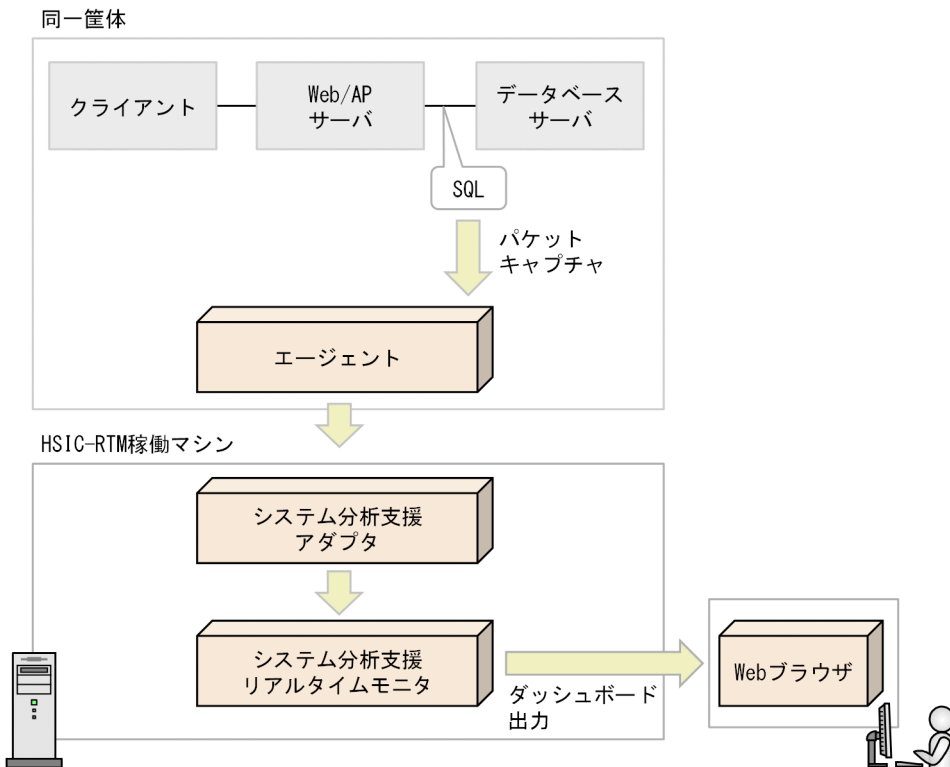 同一筐体
クライアント
Web/AP
サーバ
データベース
サーバ
SQL
パケット
キャプチャ
エージェント
HSIC-RTM稼働マシン
システム分析支援
アダプタ
システム分析支援
リアルタイムモニタ
ダッシュボード
出力
Webブラウザ